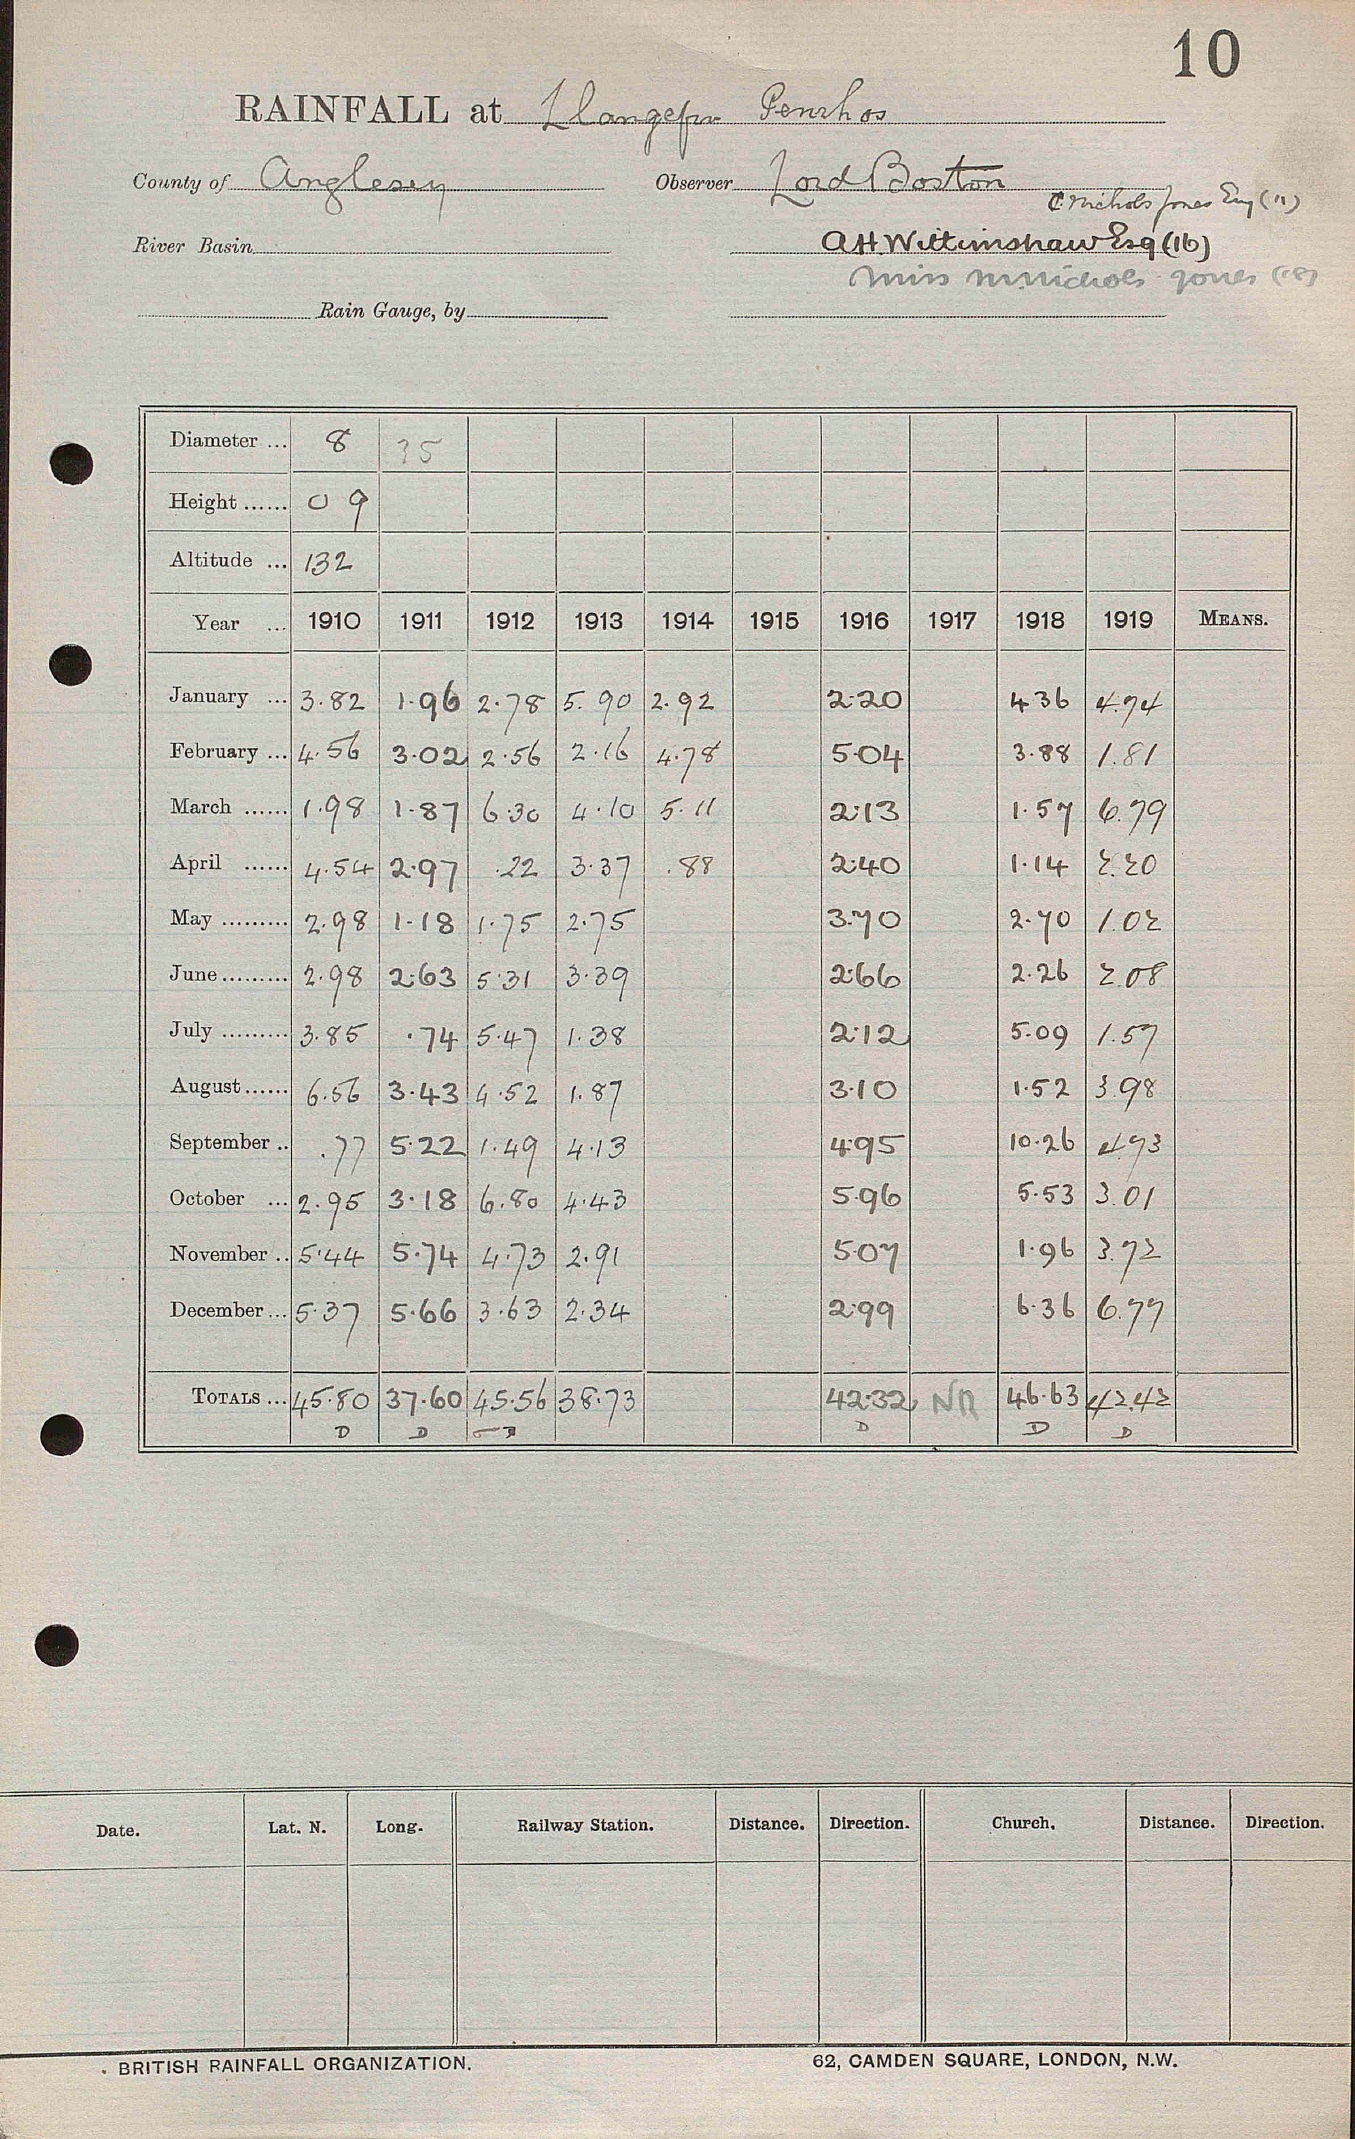 10
RAINFALL at Llangefni Penrhos
County of Anglesey Observer Lord Boston
C. Nichols Jones Esq (11)
River Basin A H Wittimshaw Esq (16)
Miss M Nichols Jones (18)
Rain Gauge, by
Diameter ... 8 35
Height ...... 0 9
Altitude ... 132
Year ... 1910 1911 1912 1913 1914 1915 1916 1917 1918 1919 MEANS.
January ... 3.82 1.96 2.78 5.90 2.92 2.20 4 36 4.74
February ... 4.56 3.02 2.56 2.16 4.78 5.04 3.88 1.81
March ...... 1.98 1.87 6.30 4.10 5.11 2.13 1.57 6.79
April ...... 4.54 2.97 .22 3.37 .88 2.40 1.14 2.20
May ......... 2.98 1.18 1.75 2.75 3.70 2.70 1.02
June ......... 2.98 2.63 5.31 3.39 2.66 2.26 2.08
July ......... 3.85 .74 5.47 1.38 2.12 5.09 1.57
August ...... 6.56 3.43 4.52 1.87 3.10 1.52 3.98
September .. .77 5.22 1.49 4.13 4.95 10.26 4.73
October ... 2.95 3.18 6.80 4.43 5.96 5.53 3.01
November .. 5.44 5.74 4.73 2.91 5.07 1.96 3.72
December ... 5.37 5.66 3.63 2.34 2.99 6.36 6.77
TOTALS ... 45.80 37.60 45.56 38.73 42.32 NR 46.63 42.42
D D D D D D
Date. Lat. N. Long. Railway Station. Distance. Direction. Church. Distance. Direction.
BRITISH RAINFALL ORGANIZATION. 62, CAMDEN SQUARE, LONDON, N.W.